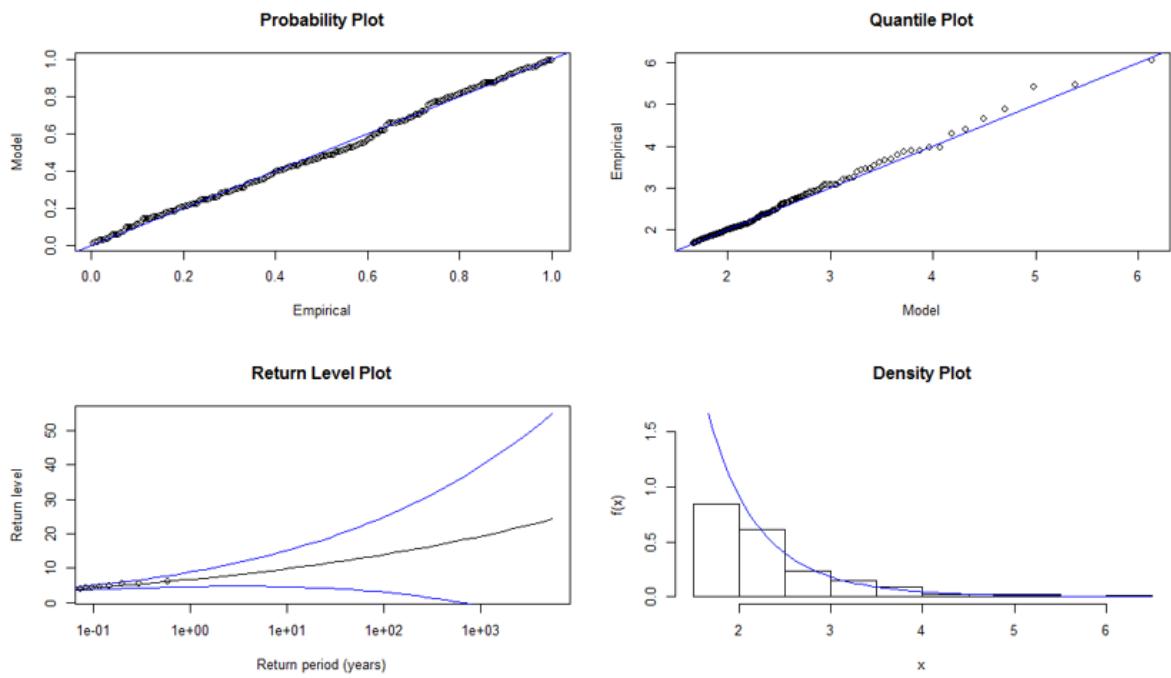 Probability Plot
Model
0.0 0.2 0.4 0.6 0.8 1.0
0.0 0.2 0.4 0.6 0.8 1.0
Empirical
Quantile Plot
Empirical
2 3 4 5 6
2 3 4 5 6
Model
Return Level Plot
Return level
0 10 20 30 40 50
1e-01 1e+00 1e+01 1e+02 1e+03
Return period (years)
Density Plot
f(x)
0.0 0.5 1.0 1.5
2 3 4 5 6
x